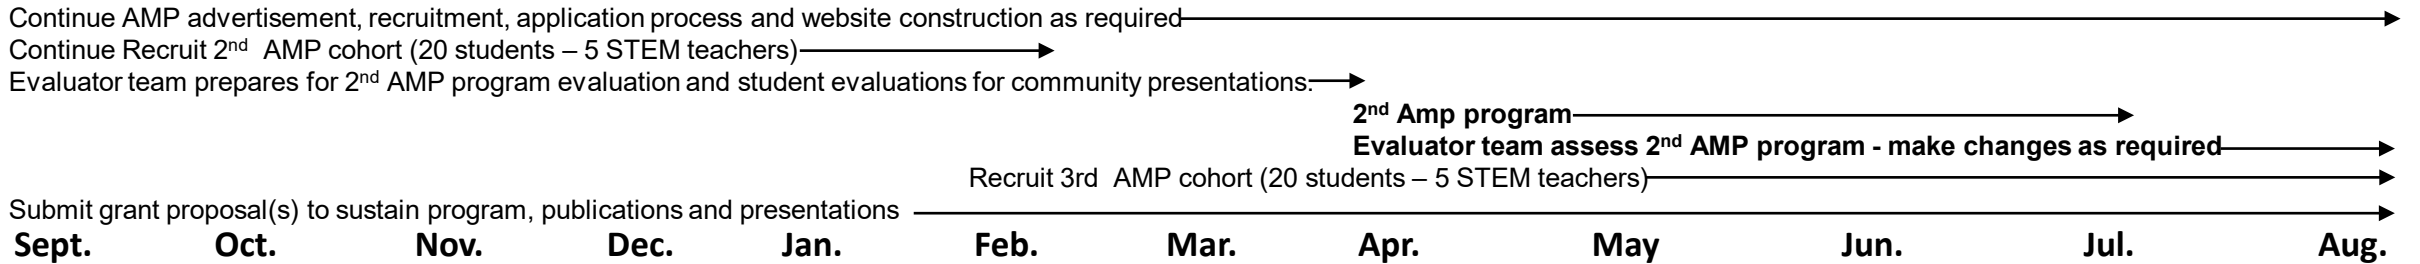 Continue AMP advertisement, recruitment, application process and website construction as required
Continue Recruit 2nd AMP cohort (20 students – 5 STEM teachers)
Evaluator team prepares for 2nd AMP program evaluation and student evaluations for community presentations.
2nd Amp program
Evaluator team assess 2nd AMP program - make changes as required
Recruit 3rd AMP cohort (20 students – 5 STEM teachers)
Submit grant proposal(s) to sustain program, publications and presentations
Sept. Oct. Nov. Dec. Jan. Feb. Mar. Apr. May Jun. Jul. Aug.